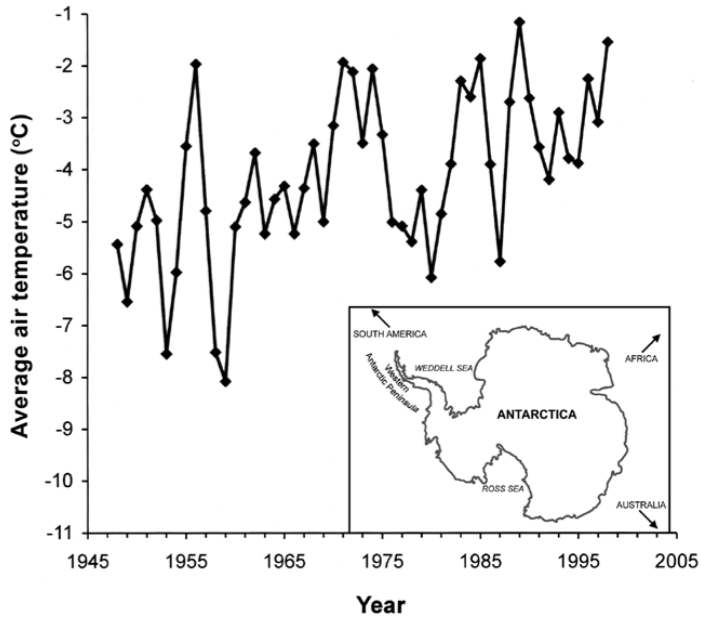 -1
-2
-3
-4
-5
-6
-7
-8
-9
-10
-11
Average air temperature (°C)
1945
1955
1965
1975
1985
1995
2005
Year
SOUTH AMERICA
WEDDELL SEA
AFRICA
Western
Antarctic Peninsula
ANTARCTICA
ROSS SEA
AUSTRALIA